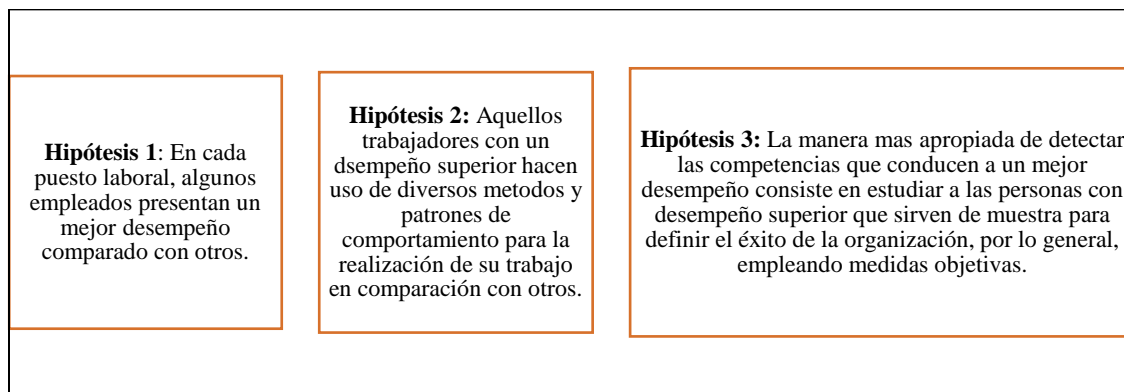 Hipótesis 1: En cada
puesto laboral, algunos
empleados presentan un
mejor desempeño
comparado con otros.
Hipótesis 2: Aquellos
trabajadores con un
dsempeño superior hacen
uso de diversos metodos y
patrones de
comportamiento para la
realización de su trabajo
en comparación con otros.
Hipótesis 3: La manera mas apropiada de detectar
las competencias que conducen a un mejor
desempeño consiste en estudiar a las personas con
desempeño superior que sirven de muestra para
definir el éxito de la organización, por lo general,
empleando medidas objetivas.